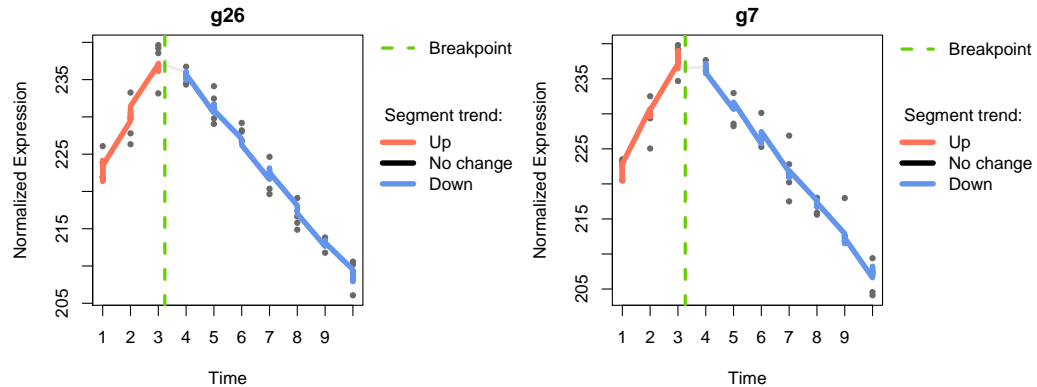 g26
Normalized Expression
205
215
225
235
1 2 3 4 5 6 7 8 9
Time
Breakpoint
Segment trend:
Up
No change
Down
g7
Normalized Expression
205
215
225
235
1 2 3 4 5 6 7 8 9
Time
Breakpoint
Segment trend:
Up
No change
Down